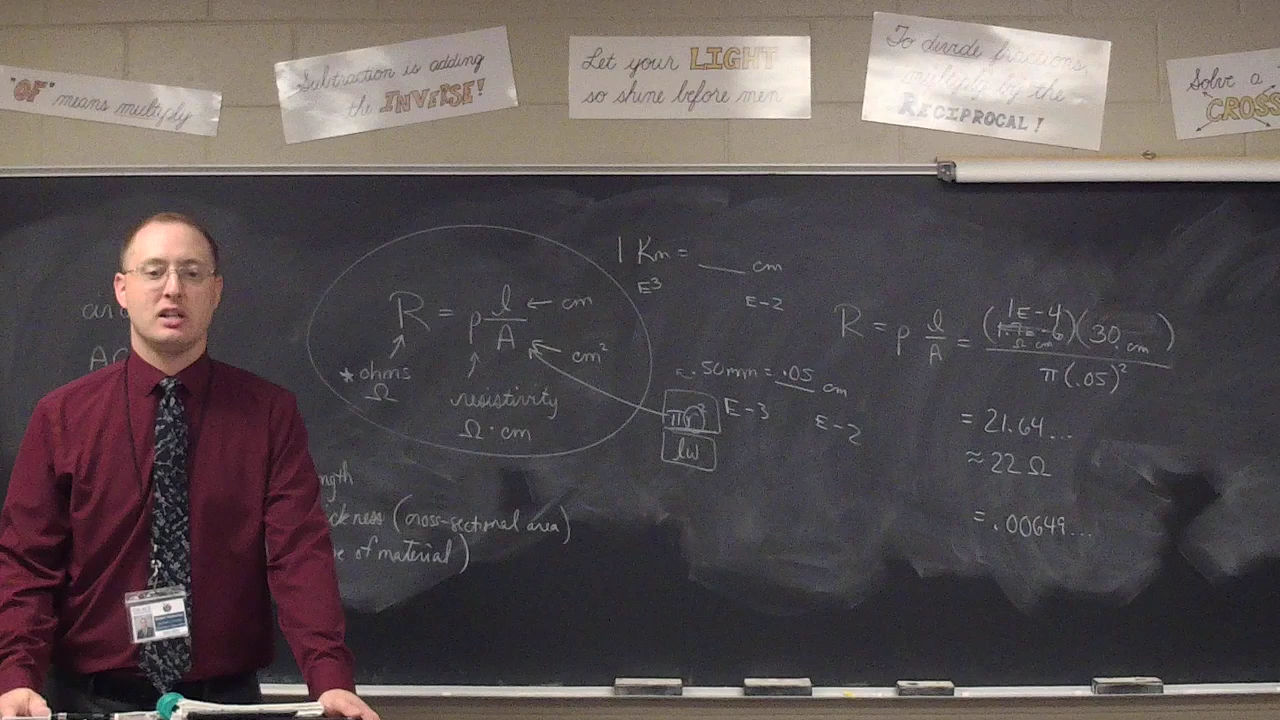 "OF" means multiply
Subtraction is adding
the INVERSE!
Let your LIGHT
so shine before men
To divide fractions
multiply by the
RECIPROCAL!
Solve a
CROSS
R = ρ l/A
cm
cm²
* ohms
Ω
resistivity
Ω·cm
πr²
lw
1 Km = ___ cm
E3
E-2
.50mm = .05 cm
E-3
E-2
R = ρ l/A = (1E-4)(30 cm)
Ω cm
π(.05)²
= 21.64...
≈ 22 Ω
= .00649...
ngth
ickness (cross-sectional area)
e of material)